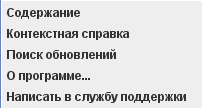 Содержание
Контекстная справка
Поиск обновлений
О программе...
Написать в службу поддержки